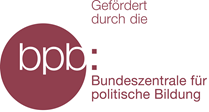 Gefördert
durch die
bpb:
Bundeszentrale für
politische Bildung